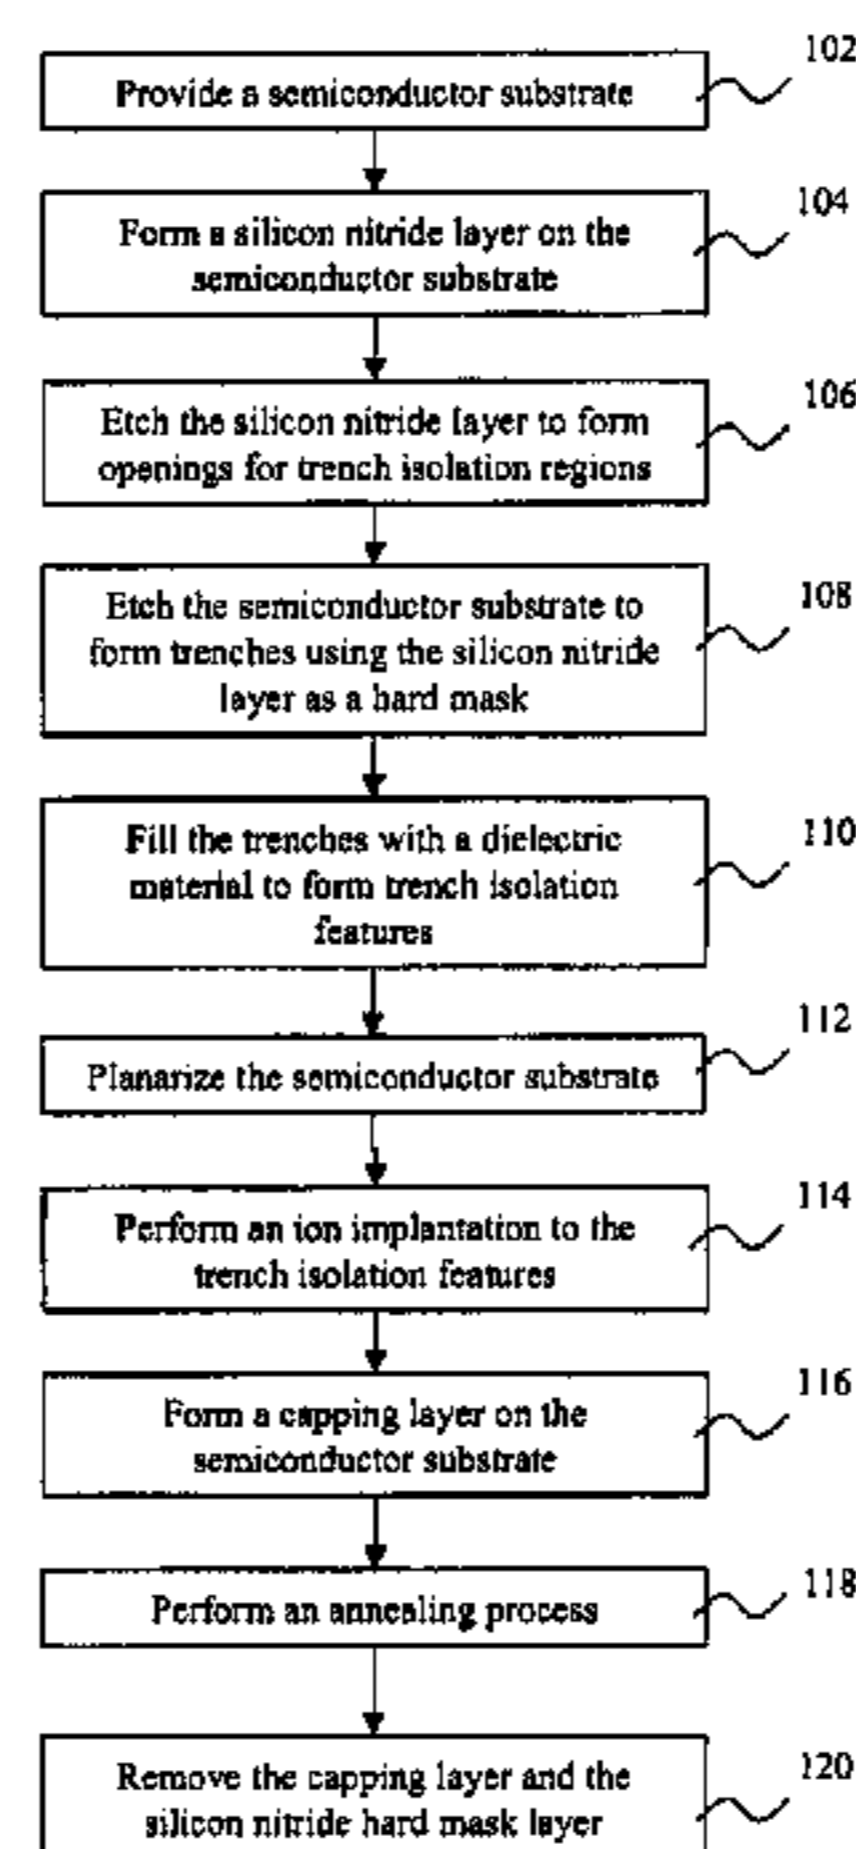 102
Provide a semiconductor substrate
104
Form a silicon nitride layer on the
semiconductor substrate
106
Etch the silicon nitride layer to form
openings for trench isolation regions
108
Etch the semiconductor substrate to
form trenches using the silicon nitride
layer as a hard mask
110
Fill the trenches with a dielectric
material to form trench isolation
features
112
Planarize the semiconductor substrate
114
Perform an ion implantation to the
trench isolation features
116
Form a capping layer on the
semiconductor substrate
118
Perform an annealing process
120
Remove the capping layer and the
silicon nitride hard mask layer